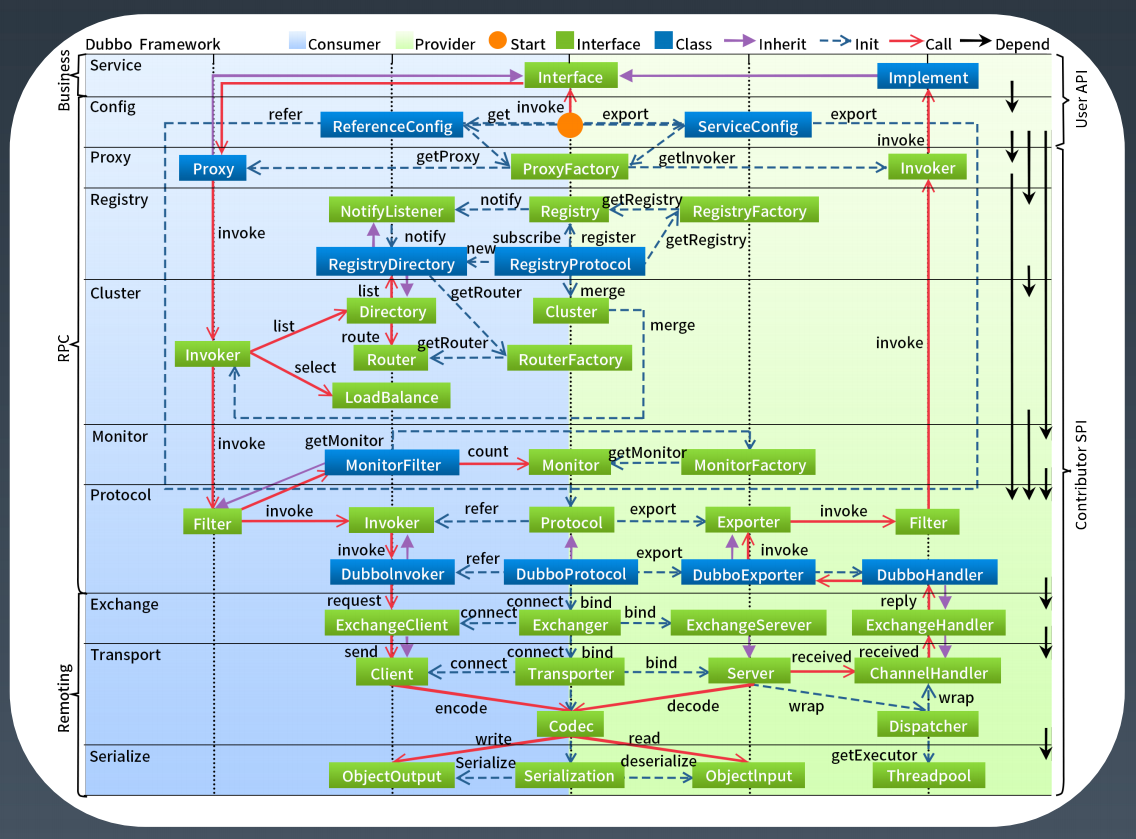 Dubbo Framework
Consumer
Provider
Start
Interface
Class
Inherit
Init
Call
Depend
Business
RPC
Remoting
User API
Contributor SPI
Service
Interface
Implement
Config
invoke
refer
get
export
export
ReferenceConfig
ServiceConfig
invoke
Proxy
getProxy
getInvoker
Proxy
ProxyFactory
Invoker
Registry
notify
getRegistry
NotifyListener
Registry
RegistryFactory
invoke
notify
subscribe
register
getRegistry
new
RegistryDirectory
RegistryProtocol
Cluster
list
getRouter
merge
Directory
Cluster
list
route
getRouter
merge
invoke
Invoker
Router
RouterFactory
select
LoadBalance
Monitor
getMonitor
invoke
count
getMonitor
MonitorFilter
Monitor
MonitorFactory
Protocol
invoke
refer
export
invoke
Filter
Invoker
Protocol
Exporter
Filter
invoke
refer
export
invoke
DubboInvoker
DubboProtocol
DubboExporter
DubboHandler
Exchange
request
connect
bind
reply
connect
bind
ExchangeClient
Exchanger
ExchangeSerever
ExchangeHandler
Transport
send
connect
bind
received
received
connect
bind
Client
Transporter
Server
ChannelHandler
encode
decode
wrap
wrap
Codec
Dispatcher
write
read
Serialize
Serialize
deserialize
getExecutor
ObjectOutput
Serialization
ObjectInput
Threadpool